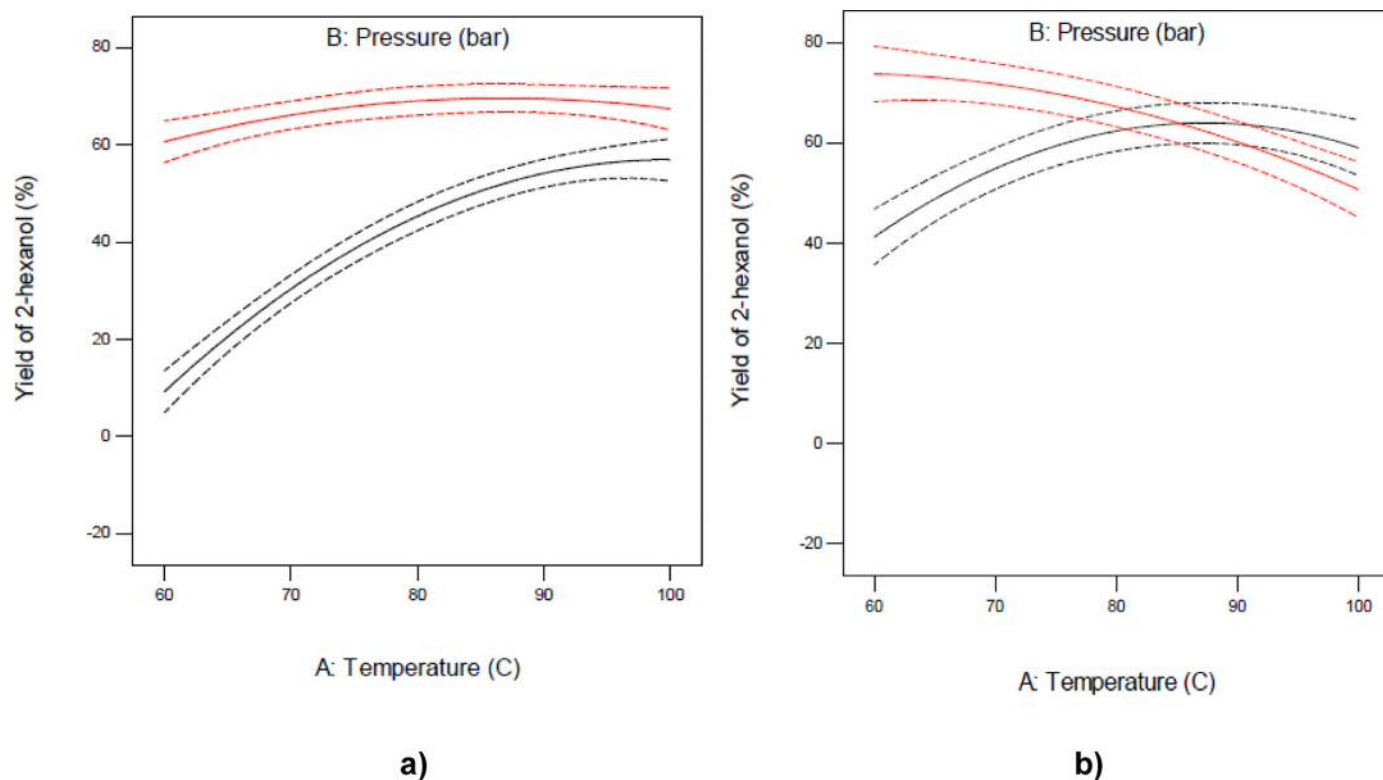 B: Pressure (bar)
80
60
40
20
0
-20
Yield of 2-hexanol (%)
60 70 80 90 100
A: Temperature (C)
a)
B: Pressure (bar)
80
60
40
20
0
-20
Yield of 2-hexanol (%)
60 70 80 90 100
A: Temperature (C)
b)